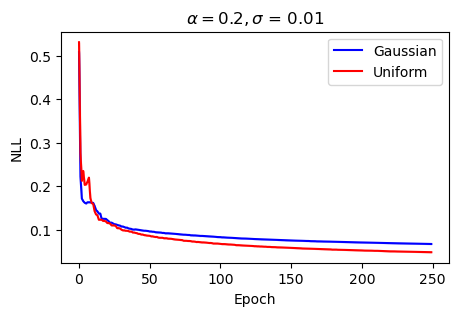 α = 0.2, σ = 0.01
Gaussian
Uniform
NLL
0.5
0.4
0.3
0.2
0.1
0 50 100 150 200 250
Epoch